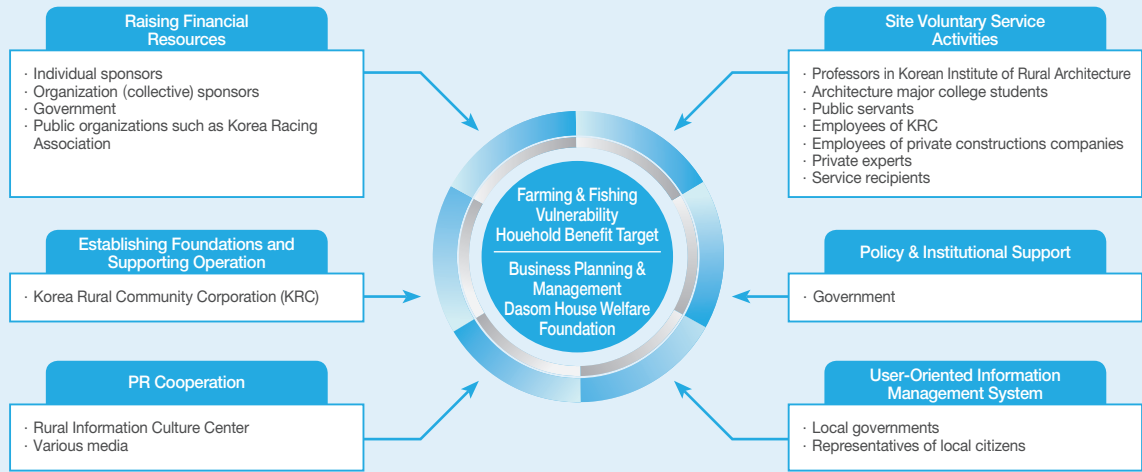 Raising Financial
Resources
· Individual sponsors
· Organization (collective) sponsors
· Government
· Public organizations such as Korea Racing
Association
Site Voluntary Service
Activities
· Professors in Korean Institute of Rural Architecture
· Architecture major college students
· Public servants
· Employees of KRC
· Employees of private constructions companies
· Private experts
· Service recipients
Farming & Fishing
Vulnerability
Houehold Benefit Target
Business Planning &
Management
Dasom House Welfare
Foundation
Establishing Foundations and
Supporting Operation
· Korea Rural Community Corporation (KRC)
Policy & Institutional Support
· Government
PR Cooperation
· Rural Information Culture Center
· Various media
User-Oriented Information
Management System
· Local governments
· Representatives of local citizens